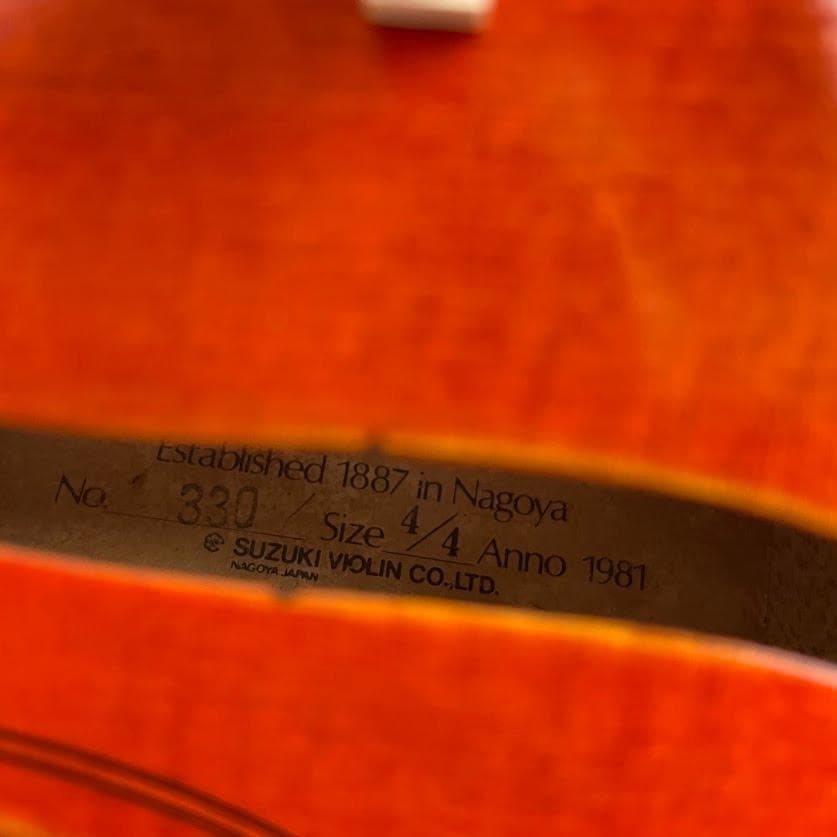 Established 1887 in Nagoya
No. 330 Size 4/4 Anno 1981
SUZUKI VIOLIN CO.,LTD.
NAGOYA JAPAN